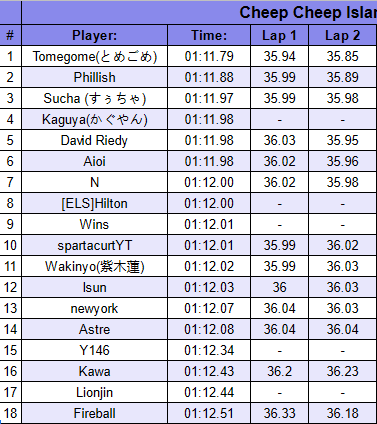 Cheep Cheep Islan
# Player: Time: Lap 1 Lap 2
1 Tomegome(とめごめ) 01:11.79 35.94 35.85
2 Phillish 01:11.88 35.99 35.89
3 Sucha (すぅちゃ) 01:11.97 35.99 35.98
4 Kaguya(かぐやん) 01:11.98 - -
5 David Riedy 01:11.98 36.03 35.95
6 Aioi 01:11.98 36.02 35.96
7 N 01:12.00 36.02 35.98
8 [ELS]Hilton 01:12.00 - -
9 Wins 01:12.01 - -
10 spartacurtYT 01:12.01 35.99 36.02
11 Wakinyo(紫木蓮) 01:12.02 35.99 36.03
12 Isun 01:12.03 36 36.03
13 newyork 01:12.07 36.04 36.03
14 Astre 01:12.08 36.04 36.04
15 Y146 01:12.34 - -
16 Kawa 01:12.43 36.2 36.23
17 Lionjin 01:12.44 - -
18 Fireball 01:12.51 36.33 36.18